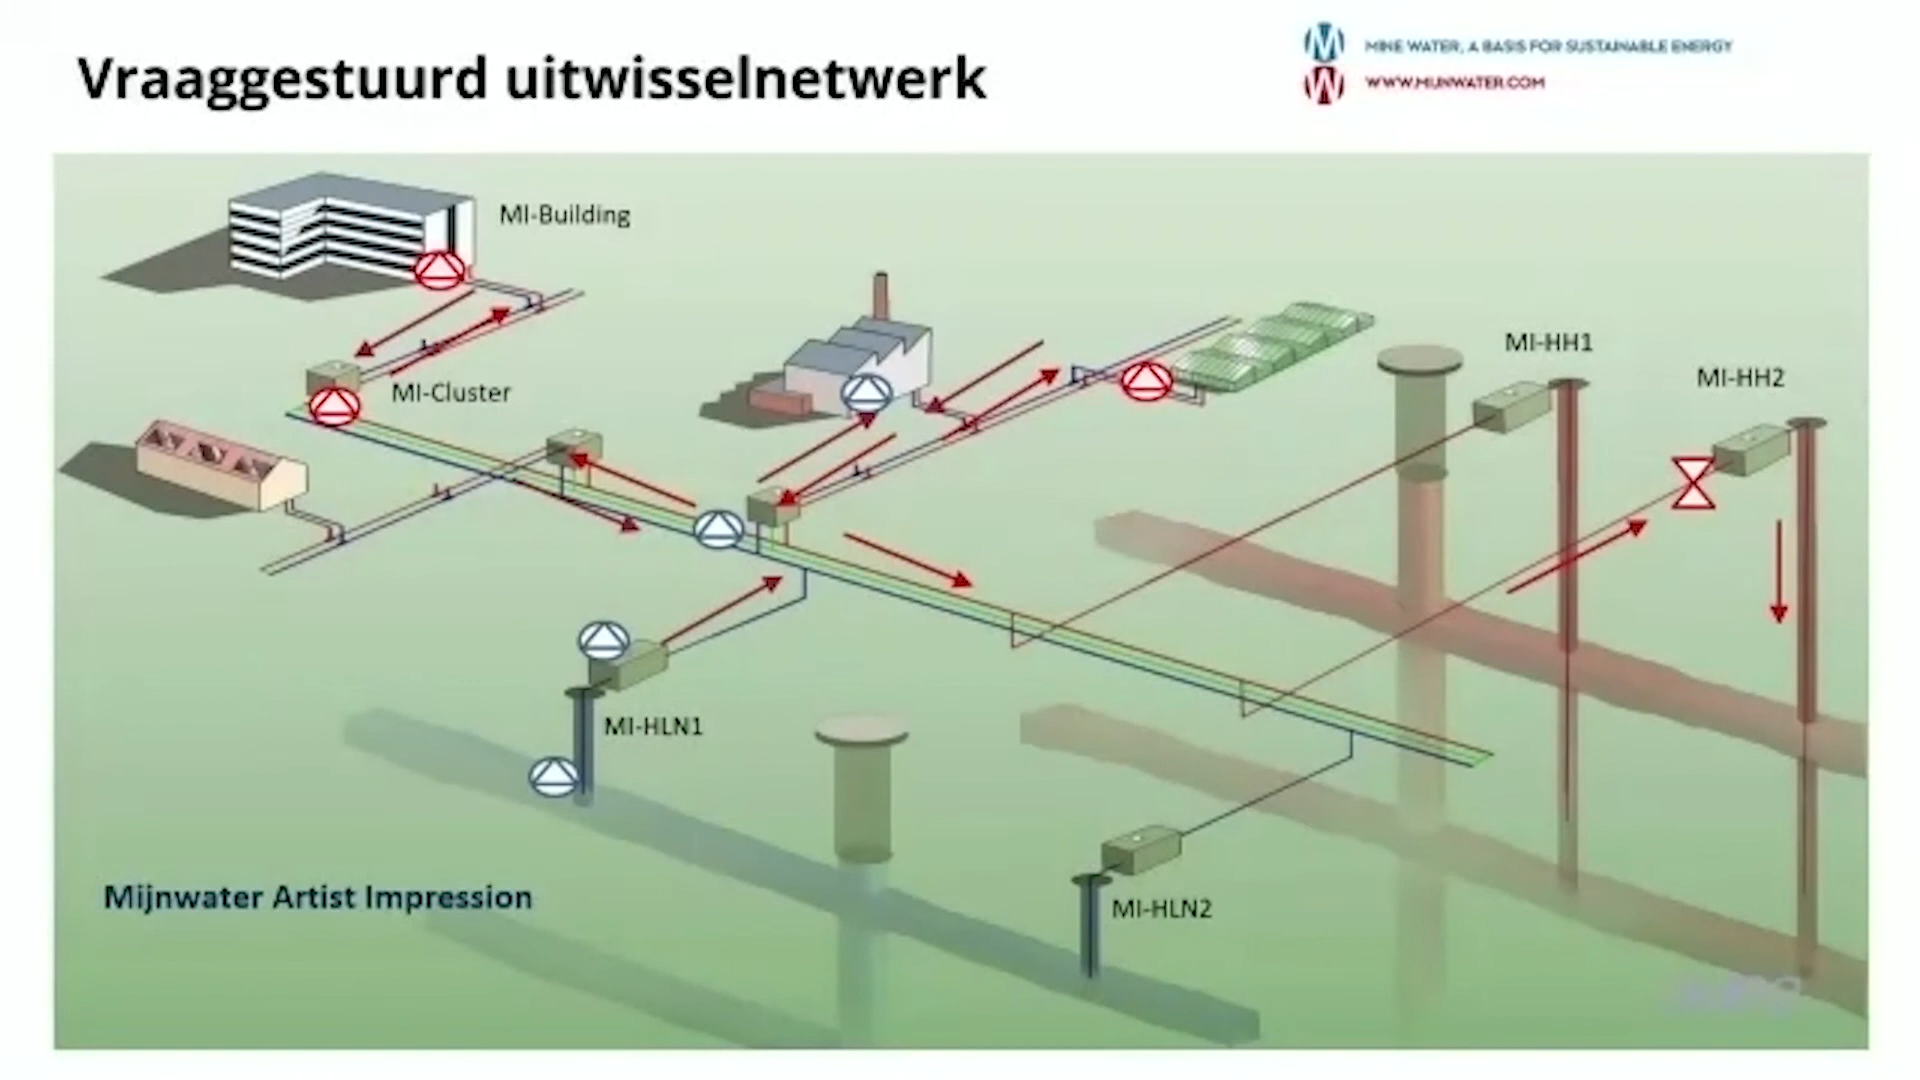 Vraaggestuurd uitwisselnetwerk
MINE WATER, A BASIS FOR SUSTAINABLE ENERGY
WWW.MIJNWATER.COM
MI-Building
MI-Cluster
MI-HH1
MI-HH2
MI-HLN1
MI-HLN2
Mijnwater Artist Impression